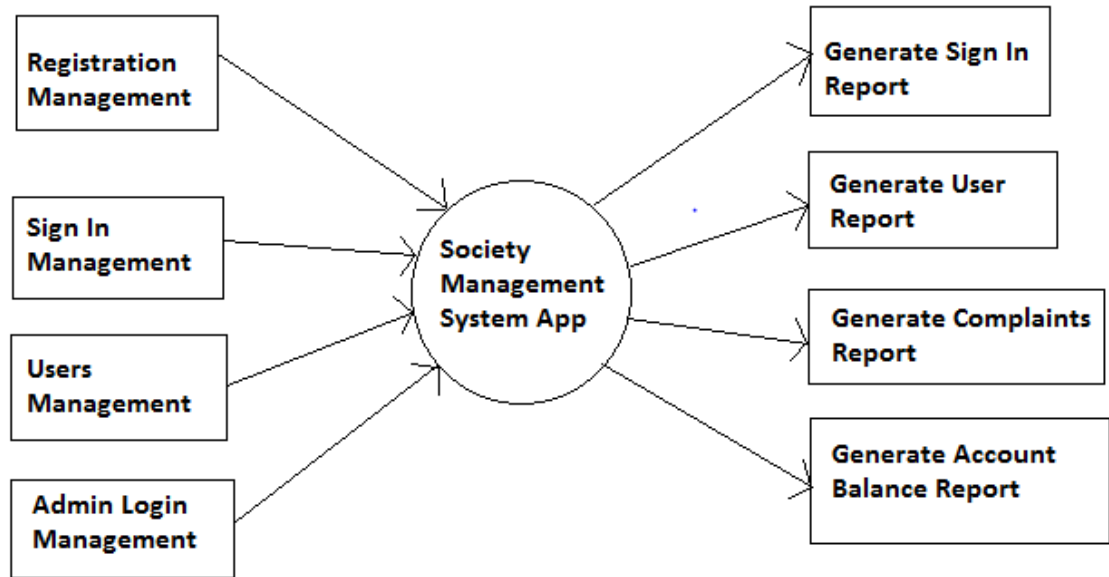 Registration
Management
Sign In
Management
Users
Management
Admin Login
Management
Society
Management
System App
Generate Sign In
Report
Generate User
Report
Generate Complaints
Report
Generate Account
Balance Report